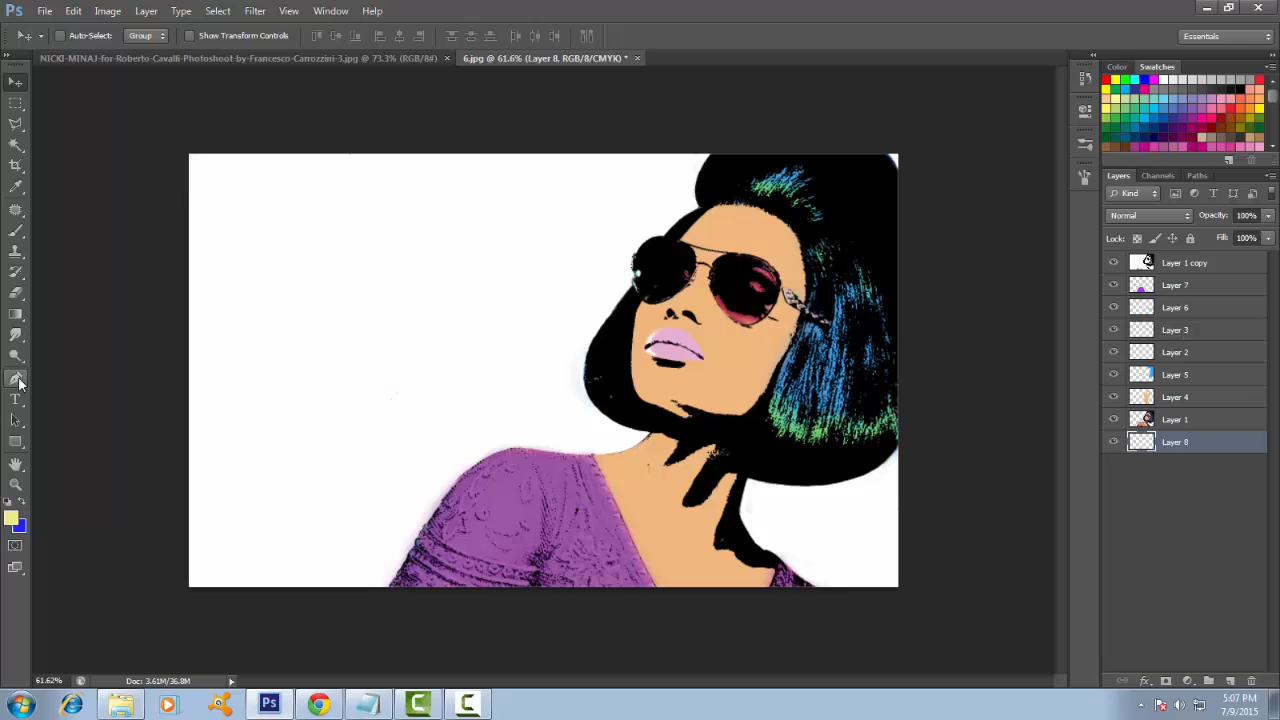 Ps File Edit Image Layer Type Select Filter View Window Help
Auto-Select: Group Show Transform Controls Essentials
NICKI-MINAJ-for-Roberto-Cavalli-Photoshoot-by-Francesco-Carrozzini-3.jpg @ 73.3% (RGB/8#) × 6.jpg @ 61.6% (Layer 8, RGB/8/CMYK) * ×
Color Swatches
Layers Channels Paths
Kind
Normal Opacity: 100%
Lock: Fill: 100%
Layer 1 copy
Layer 7
Layer 6
Layer 3
Layer 2
Layer 5
Layer 4
Layer 1
Layer 8
61.62% Doc: 3.61M/36.8M
5:07 PM
7/9/2015